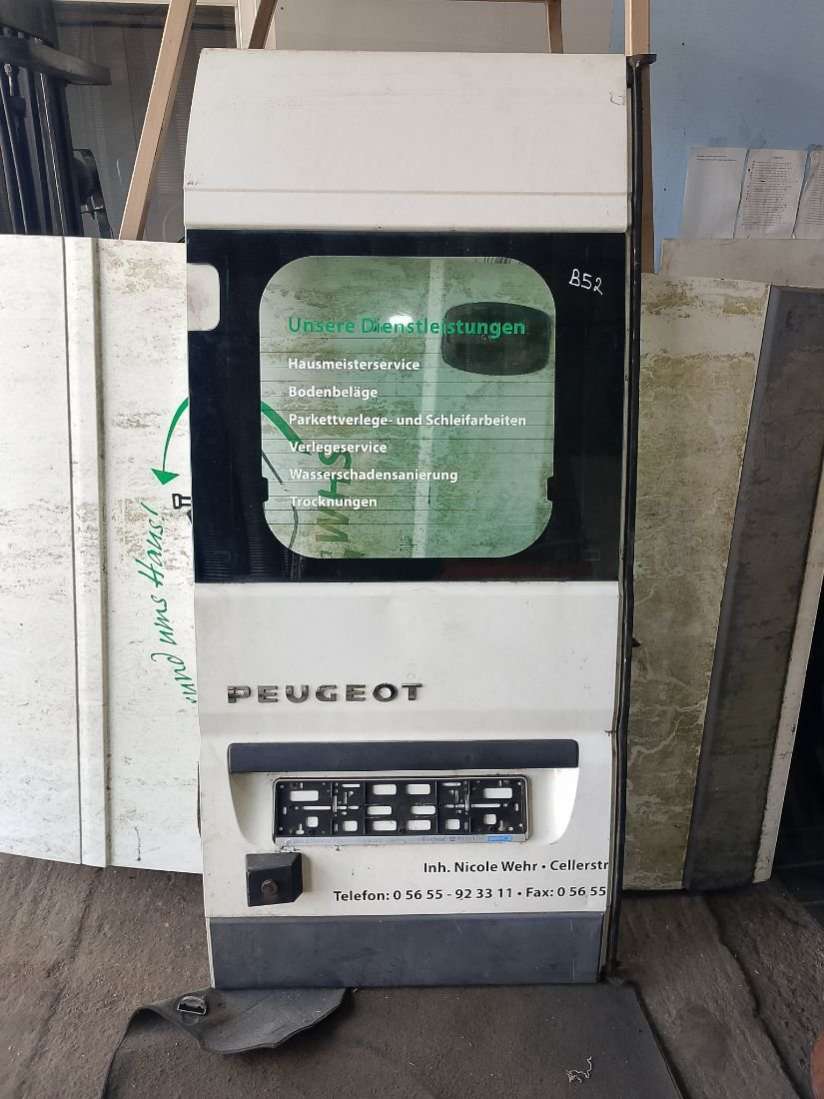 B52
Unsere Dienstleistungen
Hausmeisterservice
Bodenbeläge
Parkettverlege- und Schleifarbeiten
Verlegeservice
Wasserschadensanierung
Trocknungen
rund ums Haus!
PEUGEOT
Inh. Nicole Wehr • Cellerstr
Telefon: 0 56 55 - 92 33 11 • Fax: 0 56 55